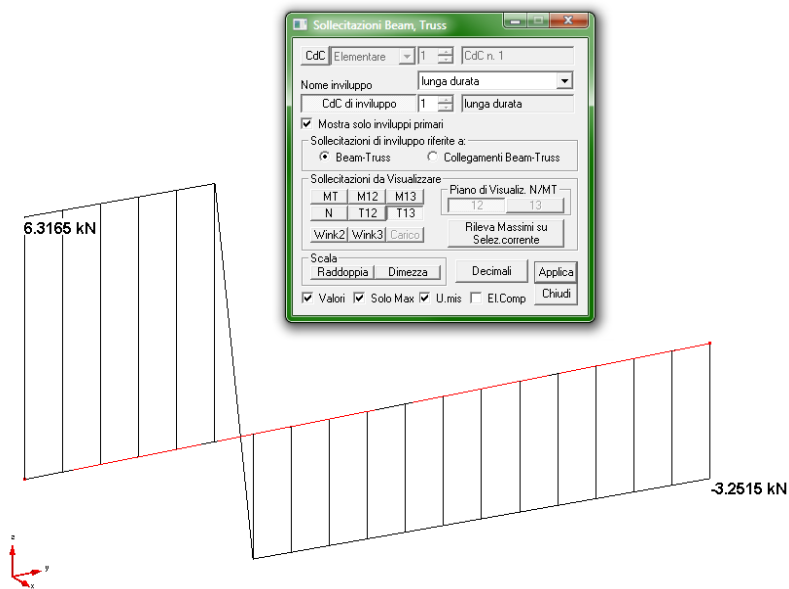 Sollecitazioni Beam, Truss
CdC Elementare 1 CdC n. 1
Nome inviluppo lunga durata
CdC di inviluppo 1 lunga durata
Mostra solo inviluppi primari
Sollecitazioni di inviluppo riferite a:
Beam-Truss Collegamenti Beam-Truss
Sollecitazioni da Visualizzare
MT M12 M13
N T12 T13
Wink2 Wink3 Carico
Piano di Visualiz. N/MT
12 13
Rileva Massimi su
Selez.corrente
Scala
Raddoppia Dimezza
Decimali Applica
Valori Solo Max U.mis El.Comp Chiudi
6.3165 kN
-3.2515 kN
z
y
x